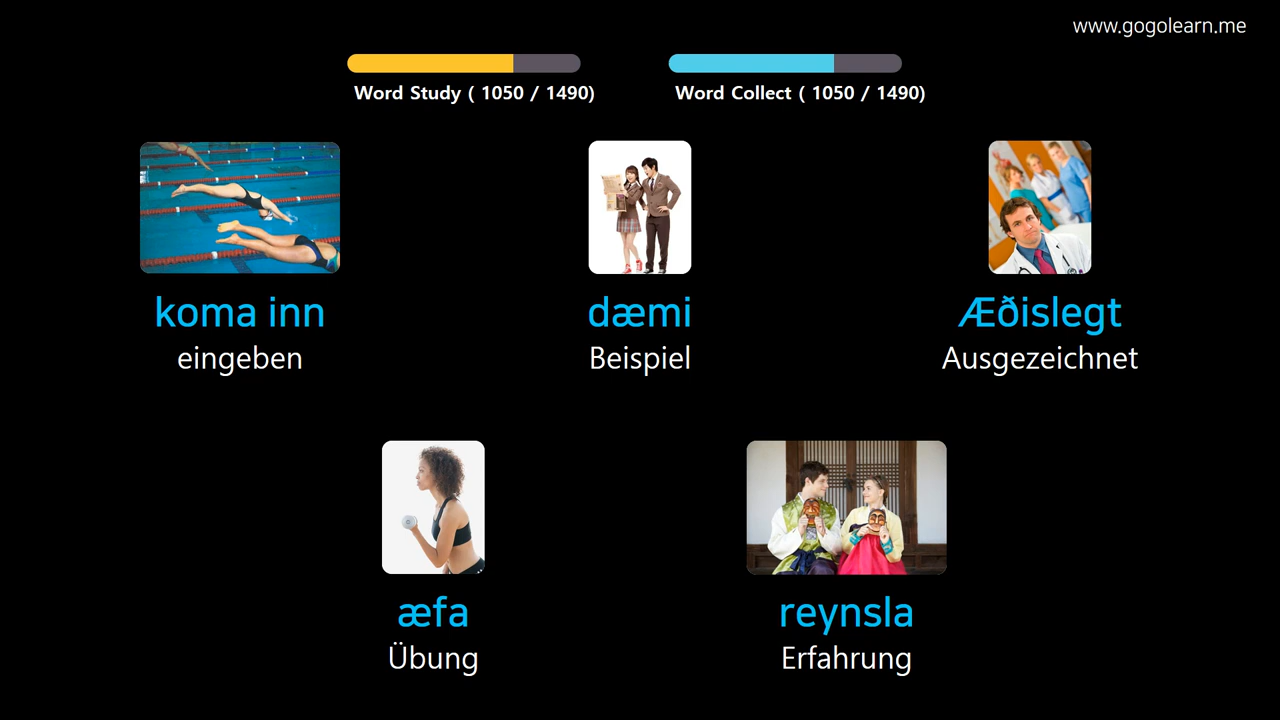 www.gogolearn.me
Word Study ( 1050 / 1490)
Word Collect ( 1050 / 1490)
koma inn
eingeben
dæmi
Beispiel
Æðislegt
Ausgezeichnet
æfa
Übung
reynsla
Erfahrung